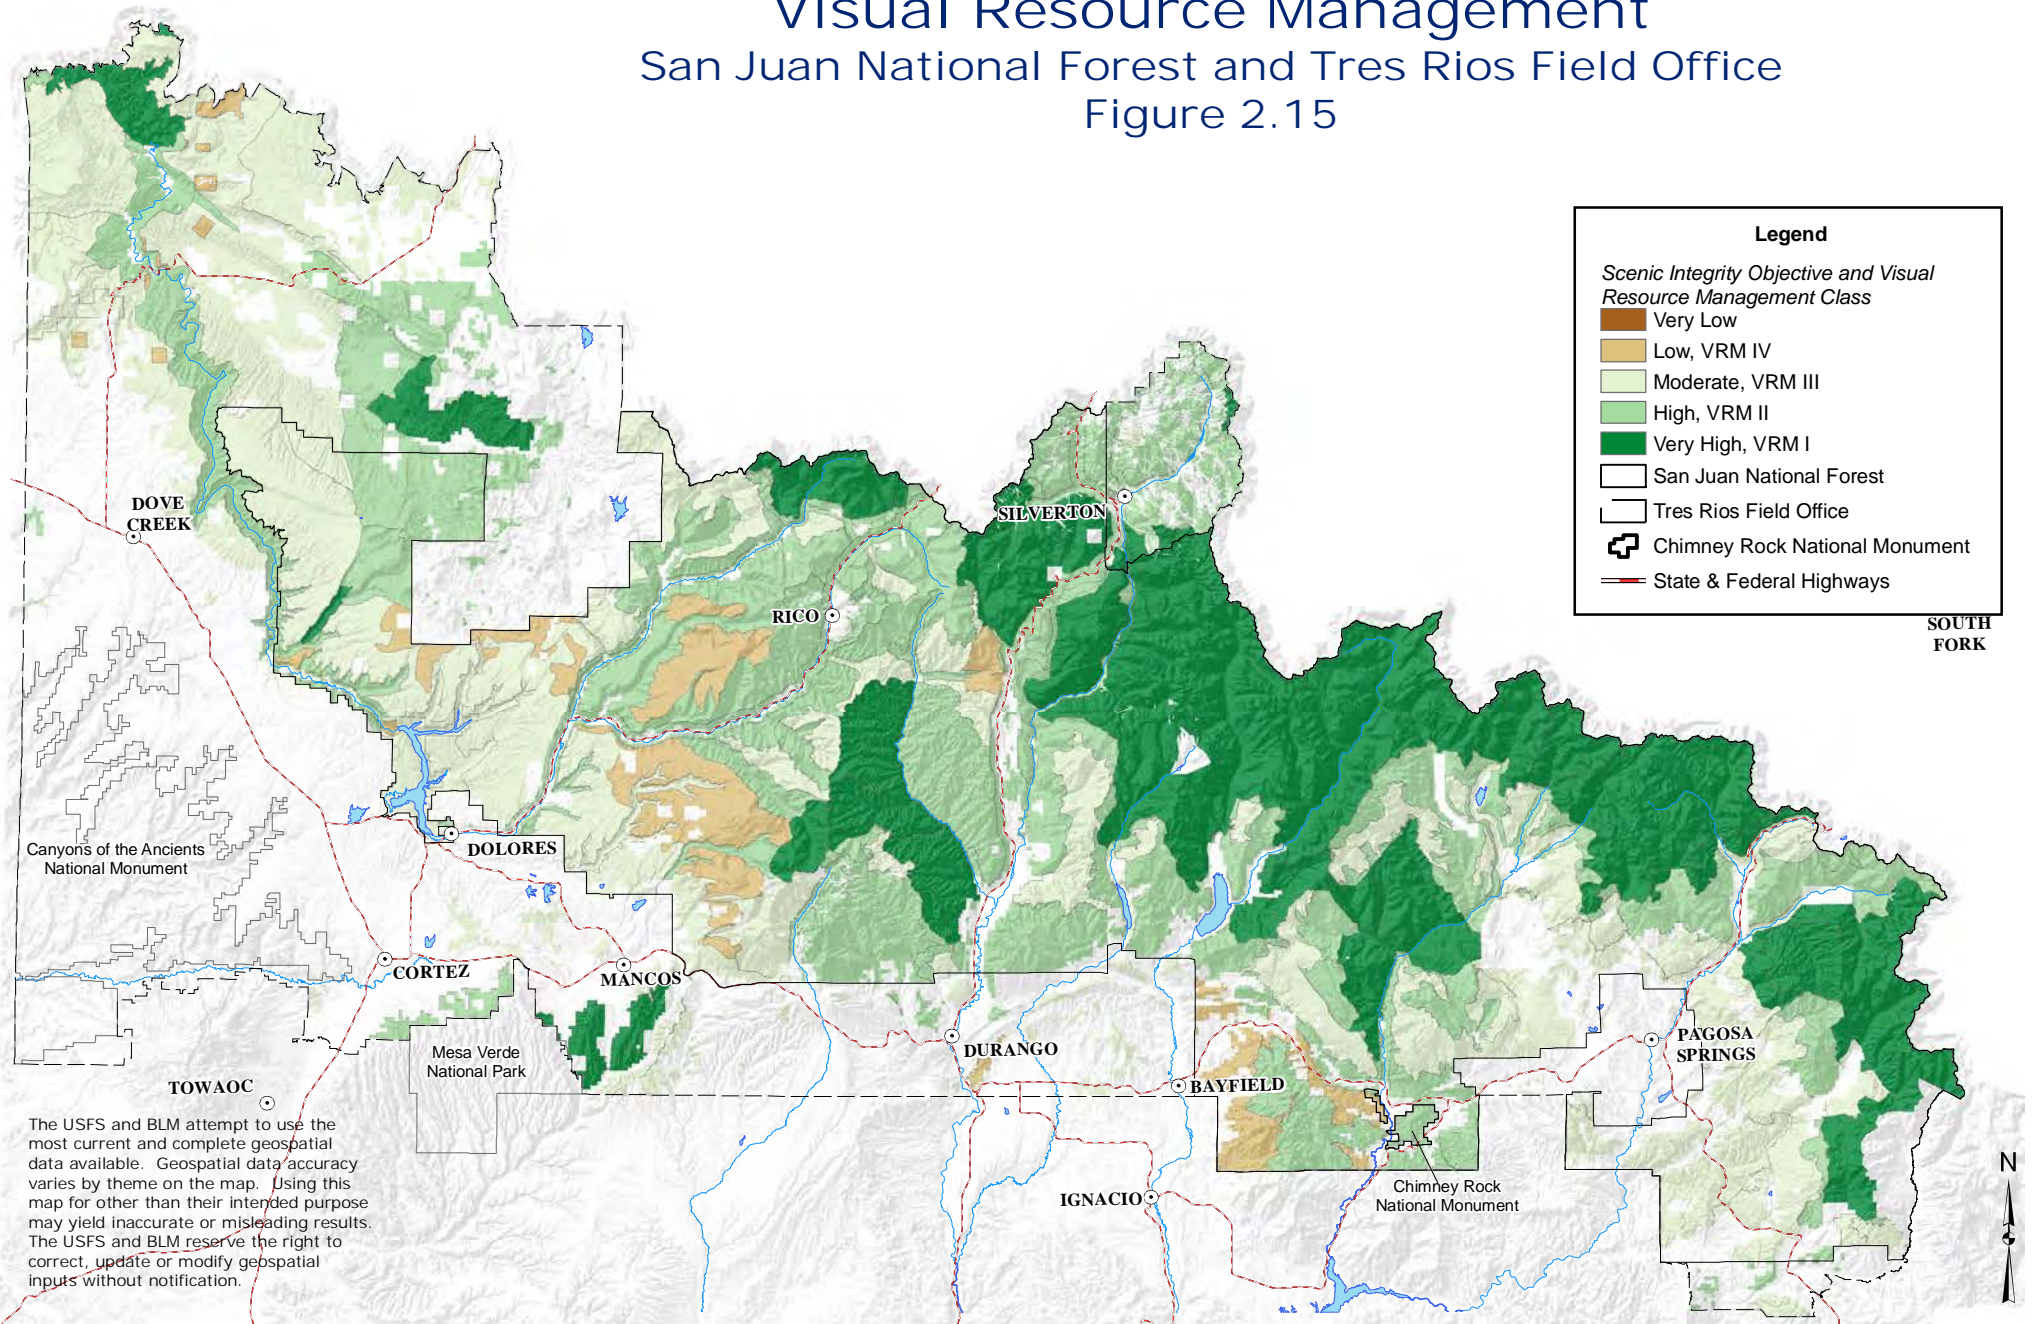 Visual Resource Management
San Juan National Forest and Tres Rios Field Office
Figure 2.15
Legend
Scenic Integrity Objective and Visual
Resource Management Class
Very Low
Low, VRM IV
Moderate, VRM III
High, VRM II
Very High, VRM I
San Juan National Forest
Tres Rios Field Office
Chimney Rock National Monument
State & Federal Highways
SOUTH
FORK
DOVE
CREEK
SILVERTON
RICO
DOLORES
Canyons of the Ancients
National Monument
CORTEZ
MANCOS
Mesa Verde
National Park
DURANGO
PAGOSA
SPRINGS
BAYFIELD
TOWAOC
IGNACIO
Chimney Rock
National Monument
The USFS and BLM attempt to use the
most current and complete geospatial
data available. Geospatial data accuracy
varies by theme on the map. Using this
map for other than their intended purpose
may yield inaccurate or misleading results.
The USFS and BLM reserve the right to
correct, update or modify geospatial
inputs without notification.
N